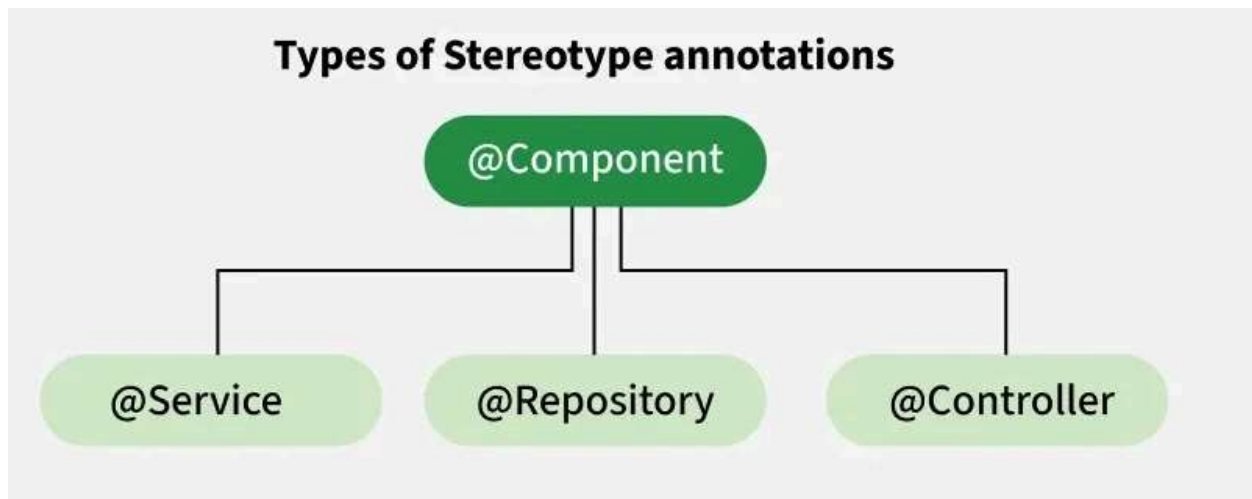 Types of Stereotype annotations
@Component
@Service
@Repository
@Controller